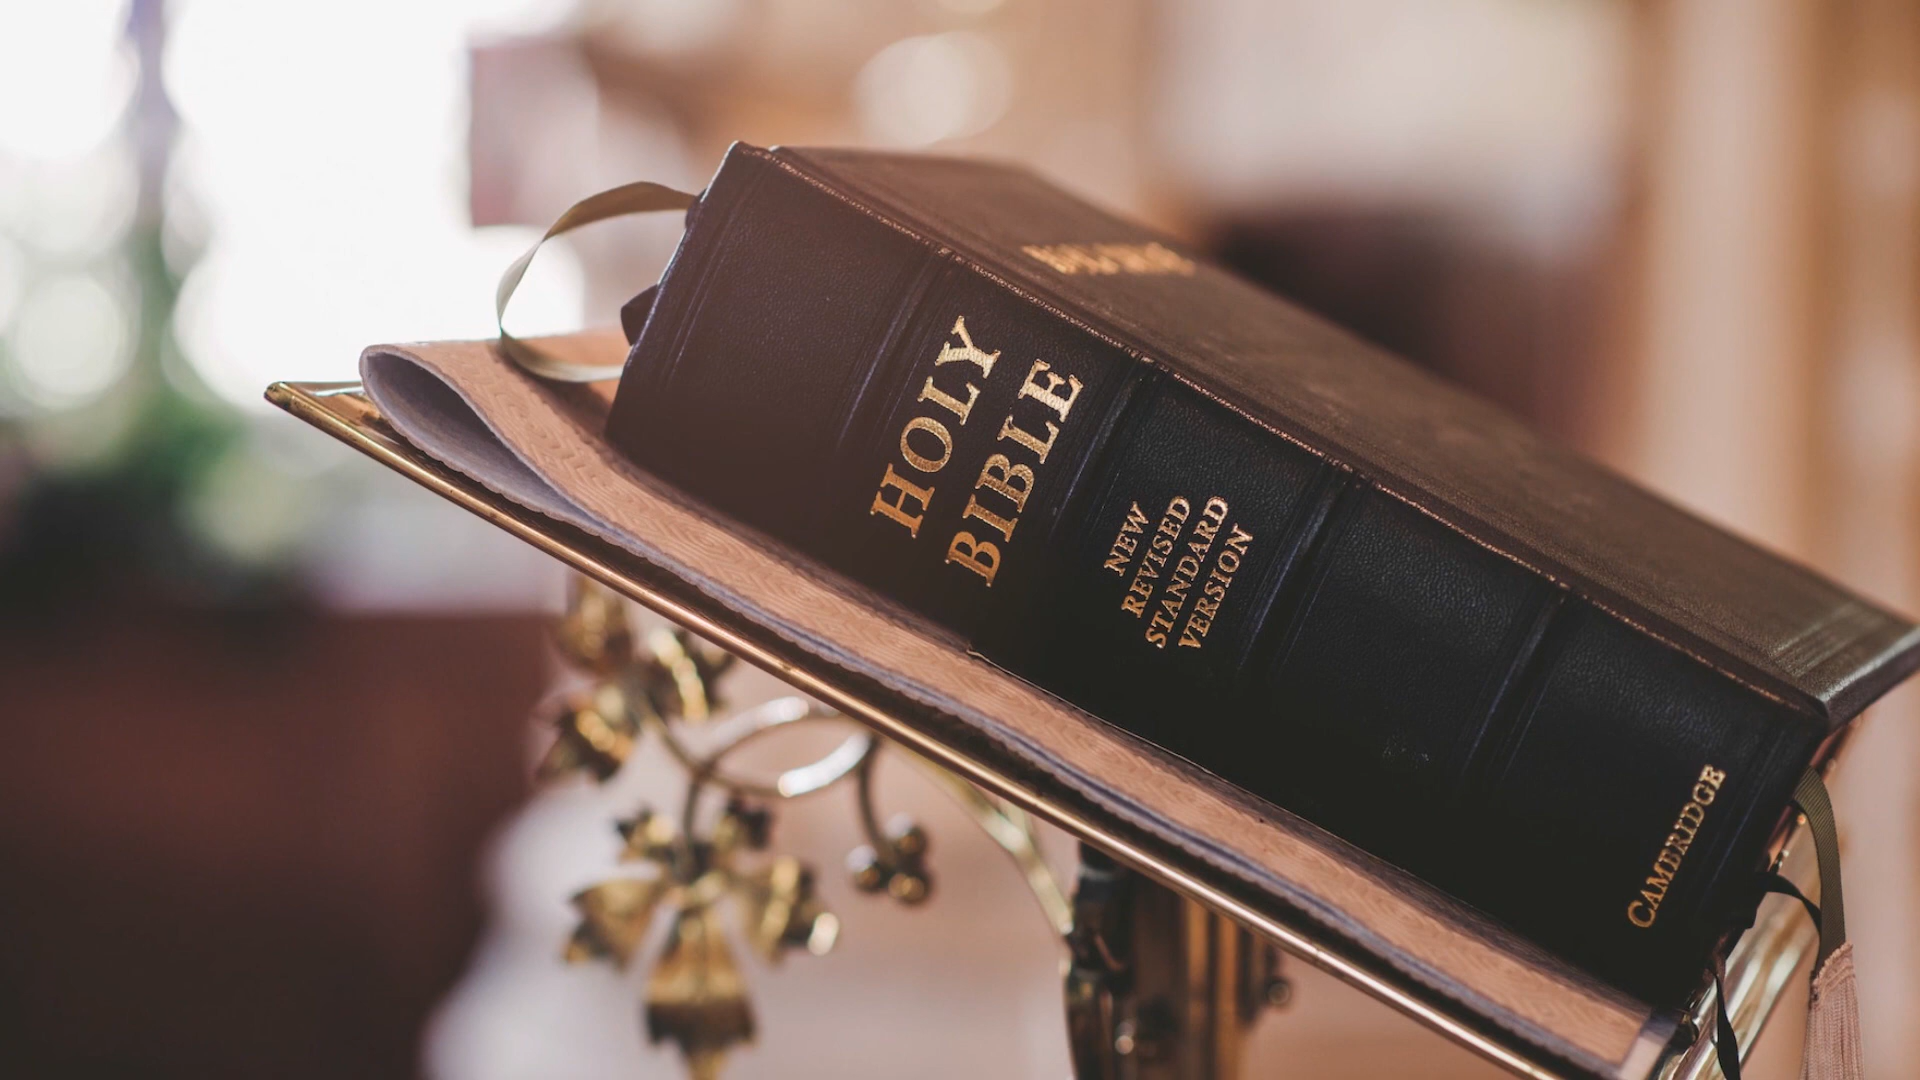 HOLY
BIBLE
NEW
REVISED
STANDARD
VERSION
CAMBRIDGE